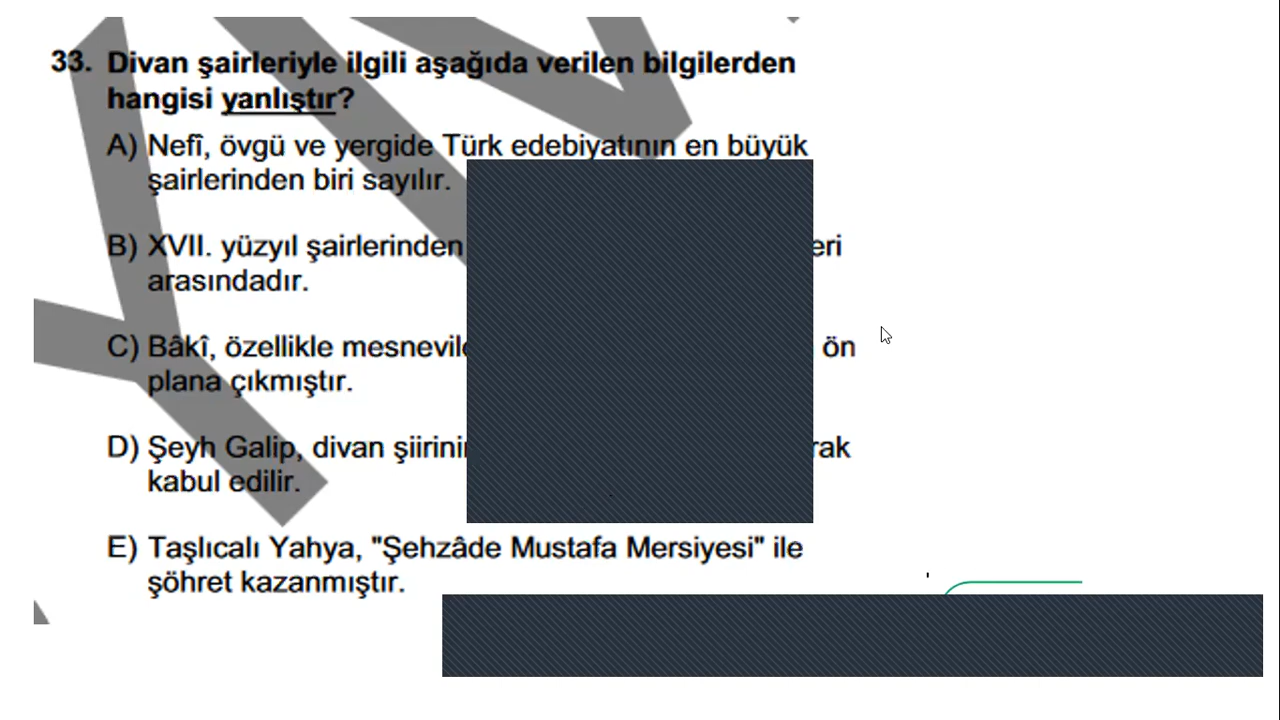 33. Divan şairleriyle ilgili aşağıda verilen bilgilerden
hangisi yanlıştır?
A) Nefî, övgü ve yergide Türk edebiyatının en büyük
şairlerinden biri sayılır.
B) XVII. yüzyıl şairlerinden
arasındadır.
C) Bâkî, özellikle ön
plana çıkmıştır.
D) Şeyh Galip, divan
kabul edilir.
E) Taşlıcalı Yahya, "Şehzâde Mustafa Mersiyesi" ile
şöhret kazanmıştır.